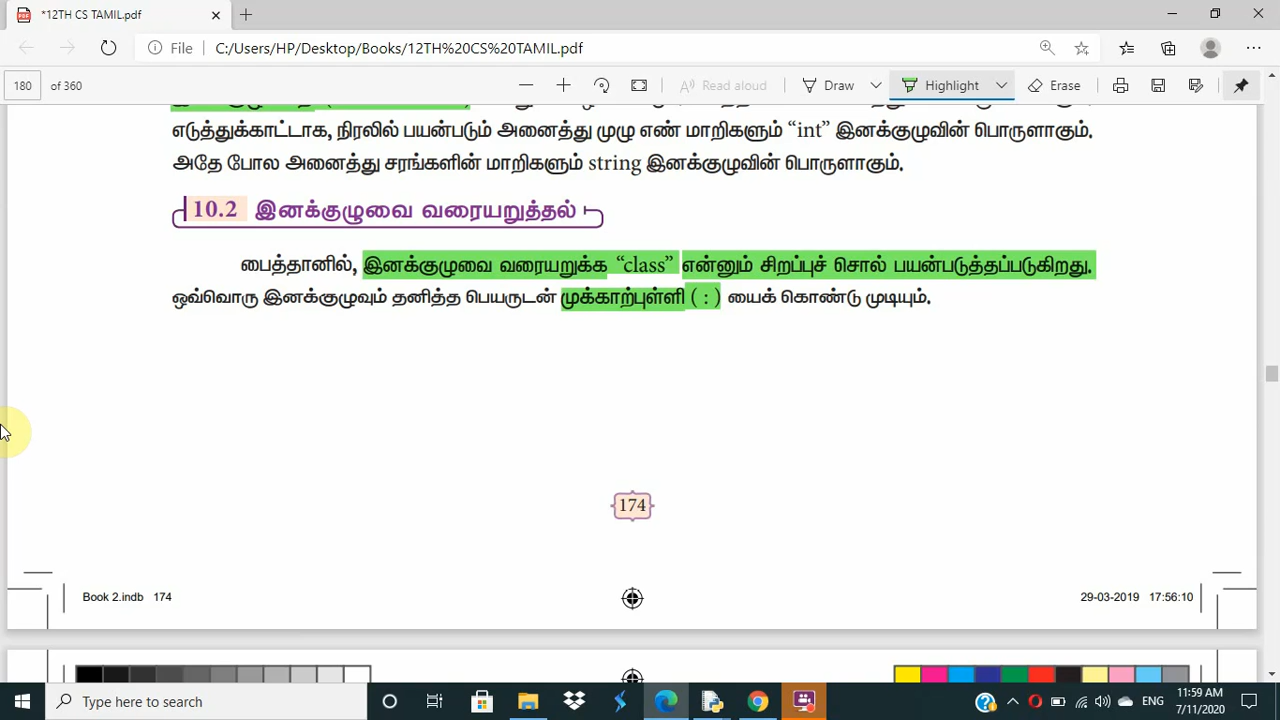 *12TH CS TAMIL.pdf
File C:/Users/HP/Desktop/Books/12TH%20CS%20TAMIL.pdf
180 of 360 Read aloud Draw Highlight Erase
எடுத்துக்காட்டாக, நிரலில் பயன்படும் அனைத்து முழு எண் மாறிகளும் “int” இனக்குழுவின் பொருளாகும்.
அதே போல அனைத்து சரங்களின் மாறிகளும் string இனக்குழுவின் பொருளாகும்.
10.2 இனக்குழுவை வரையறுத்தல்
பைத்தானில், இனக்குழுவை வரையறுக்க “class” என்னும் சிறப்புச் சொல் பயன்படுத்தப்படுகிறது.
ஒவ்வொரு இனக்குழுவும் தனித்த பெயருடன் முக்காற்புள்ளி ( : ) யைக் கொண்டு முடியும்.
174
Book 2.indb 174 29-03-2019 17:56:10
Type here to search ENG 11:59 AM
7/11/2020